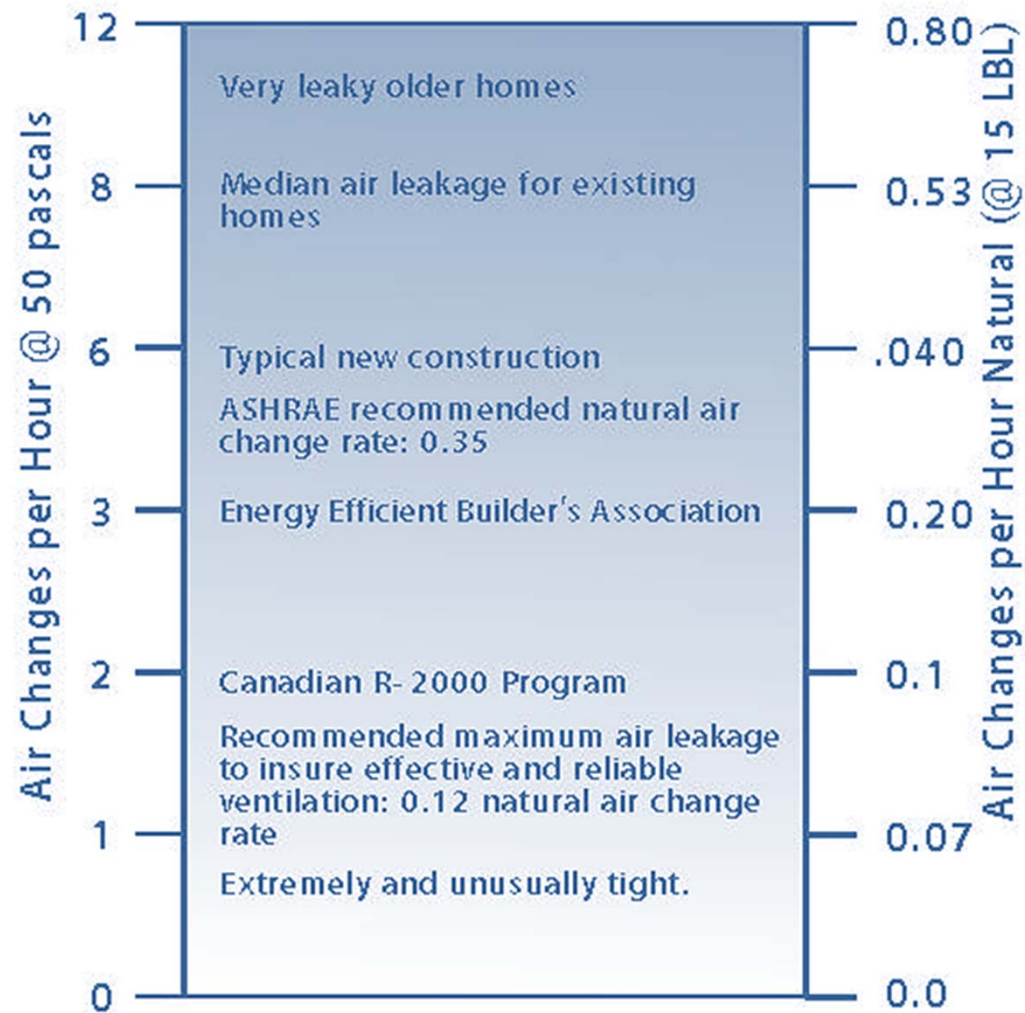 Air Changes per Hour @ 50 pascals
12
8
6
3
2
1
0
Very leaky older homes
Median air leakage for existing
homes
Typical new construction
ASHRAE recommended natural air
change rate: 0.35
Energy Efficient Builder's Association
Canadian R-2000 Program
Recommended maximum air leakage
to insure effective and reliable
ventilation: 0.12 natural air change
rate
Extremely and unusually tight.
0.80
0.53
.040
0.20
0.1
0.07
0.0
Air Changes per Hour Natural (@ 15 LBL)